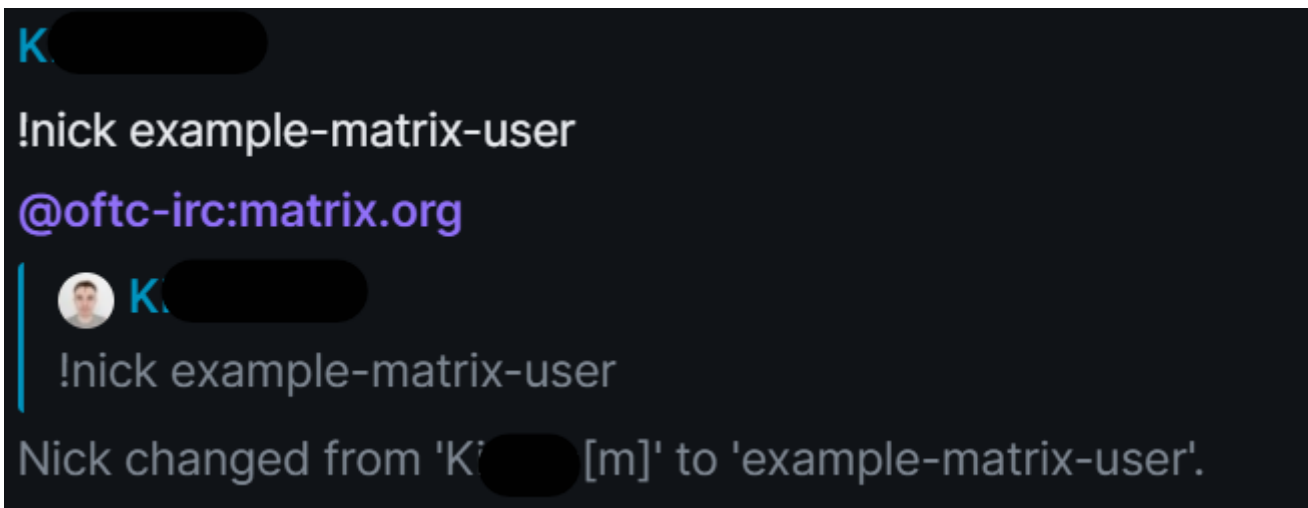 K
!nick example-matrix-user
@oftc-irc:matrix.org
K
!nick example-matrix-user
Nick changed from 'Ki [m]' to 'example-matrix-user'.